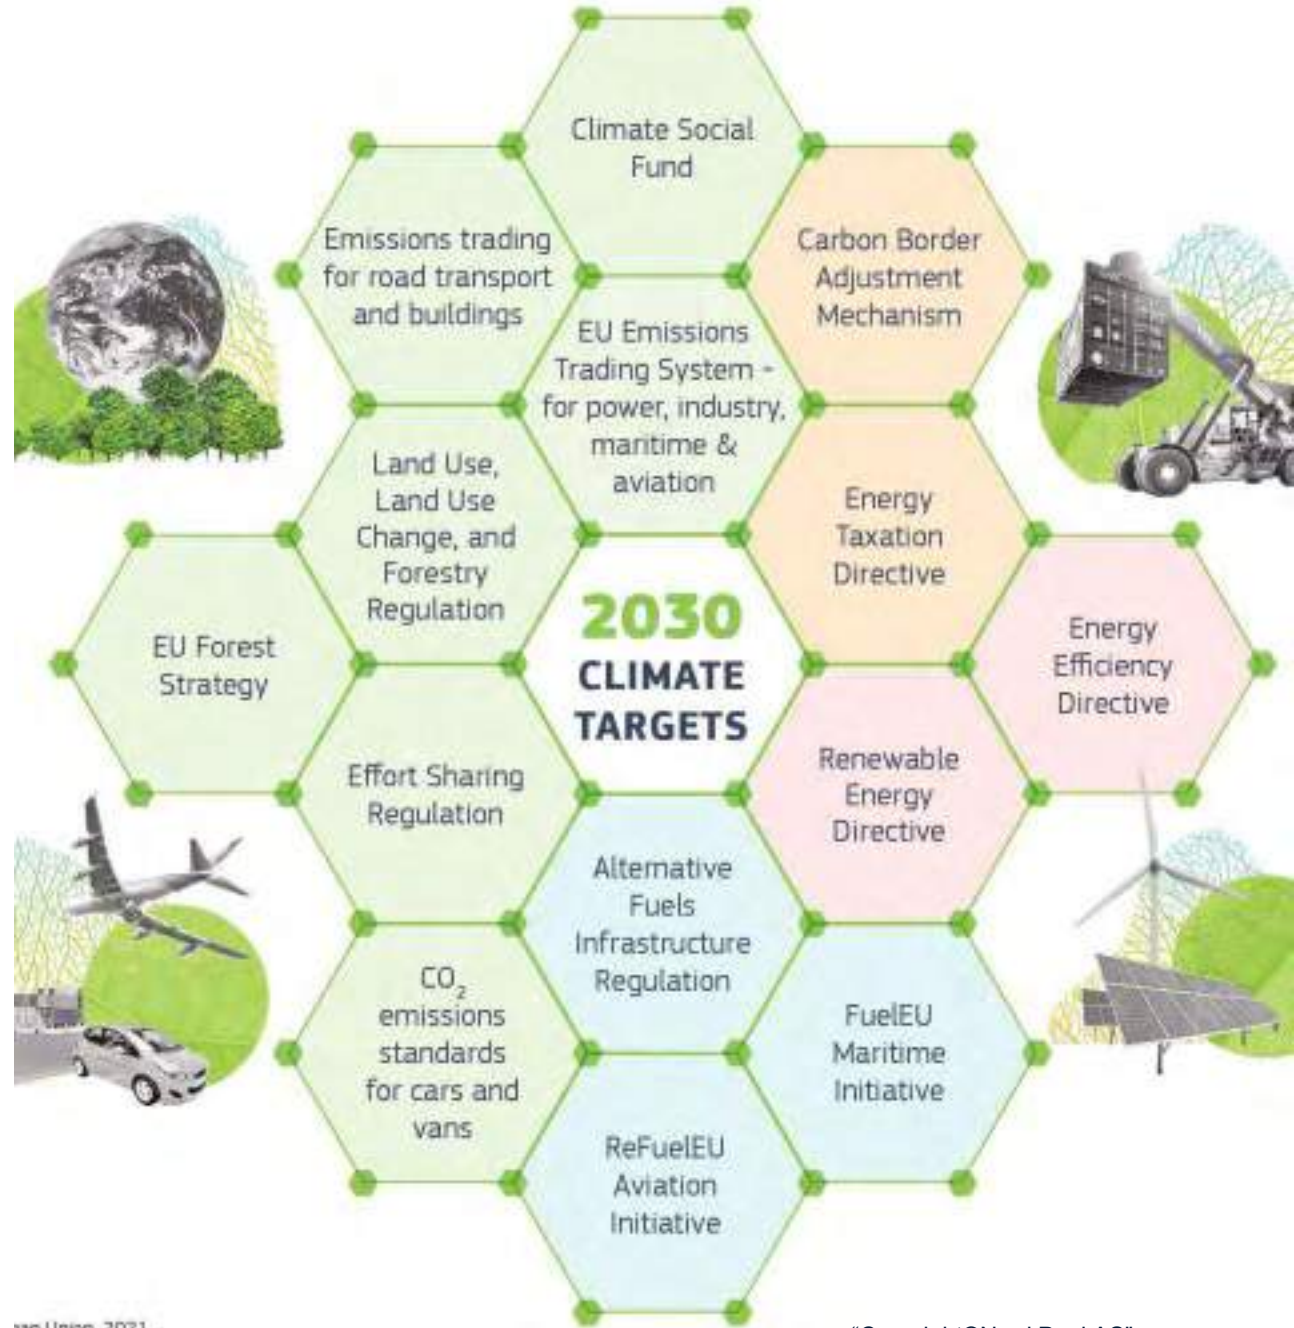 Climate Social
Fund
Emissions trading
for road transport
and buildings
Carbon Border
Adjustment
Mechanism
EU Emissions
Trading System -
for power, industry,
maritime &
aviation
Land Use,
Land Use
Change, and
Forestry
Regulation
Energy
Taxation
Directive
EU Forest
Strategy
2030
CLIMATE
TARGETS
Energy
Efficiency
Directive
Effort Sharing
Regulation
Renewable
Energy
Directive
Alternative
Fuels
Infrastructure
Regulation
CO₂
emissions
standards
for cars and
vans
FuelEU
Maritime
Initiative
ReFuelEU
Aviation
Initiative
Union, 2021